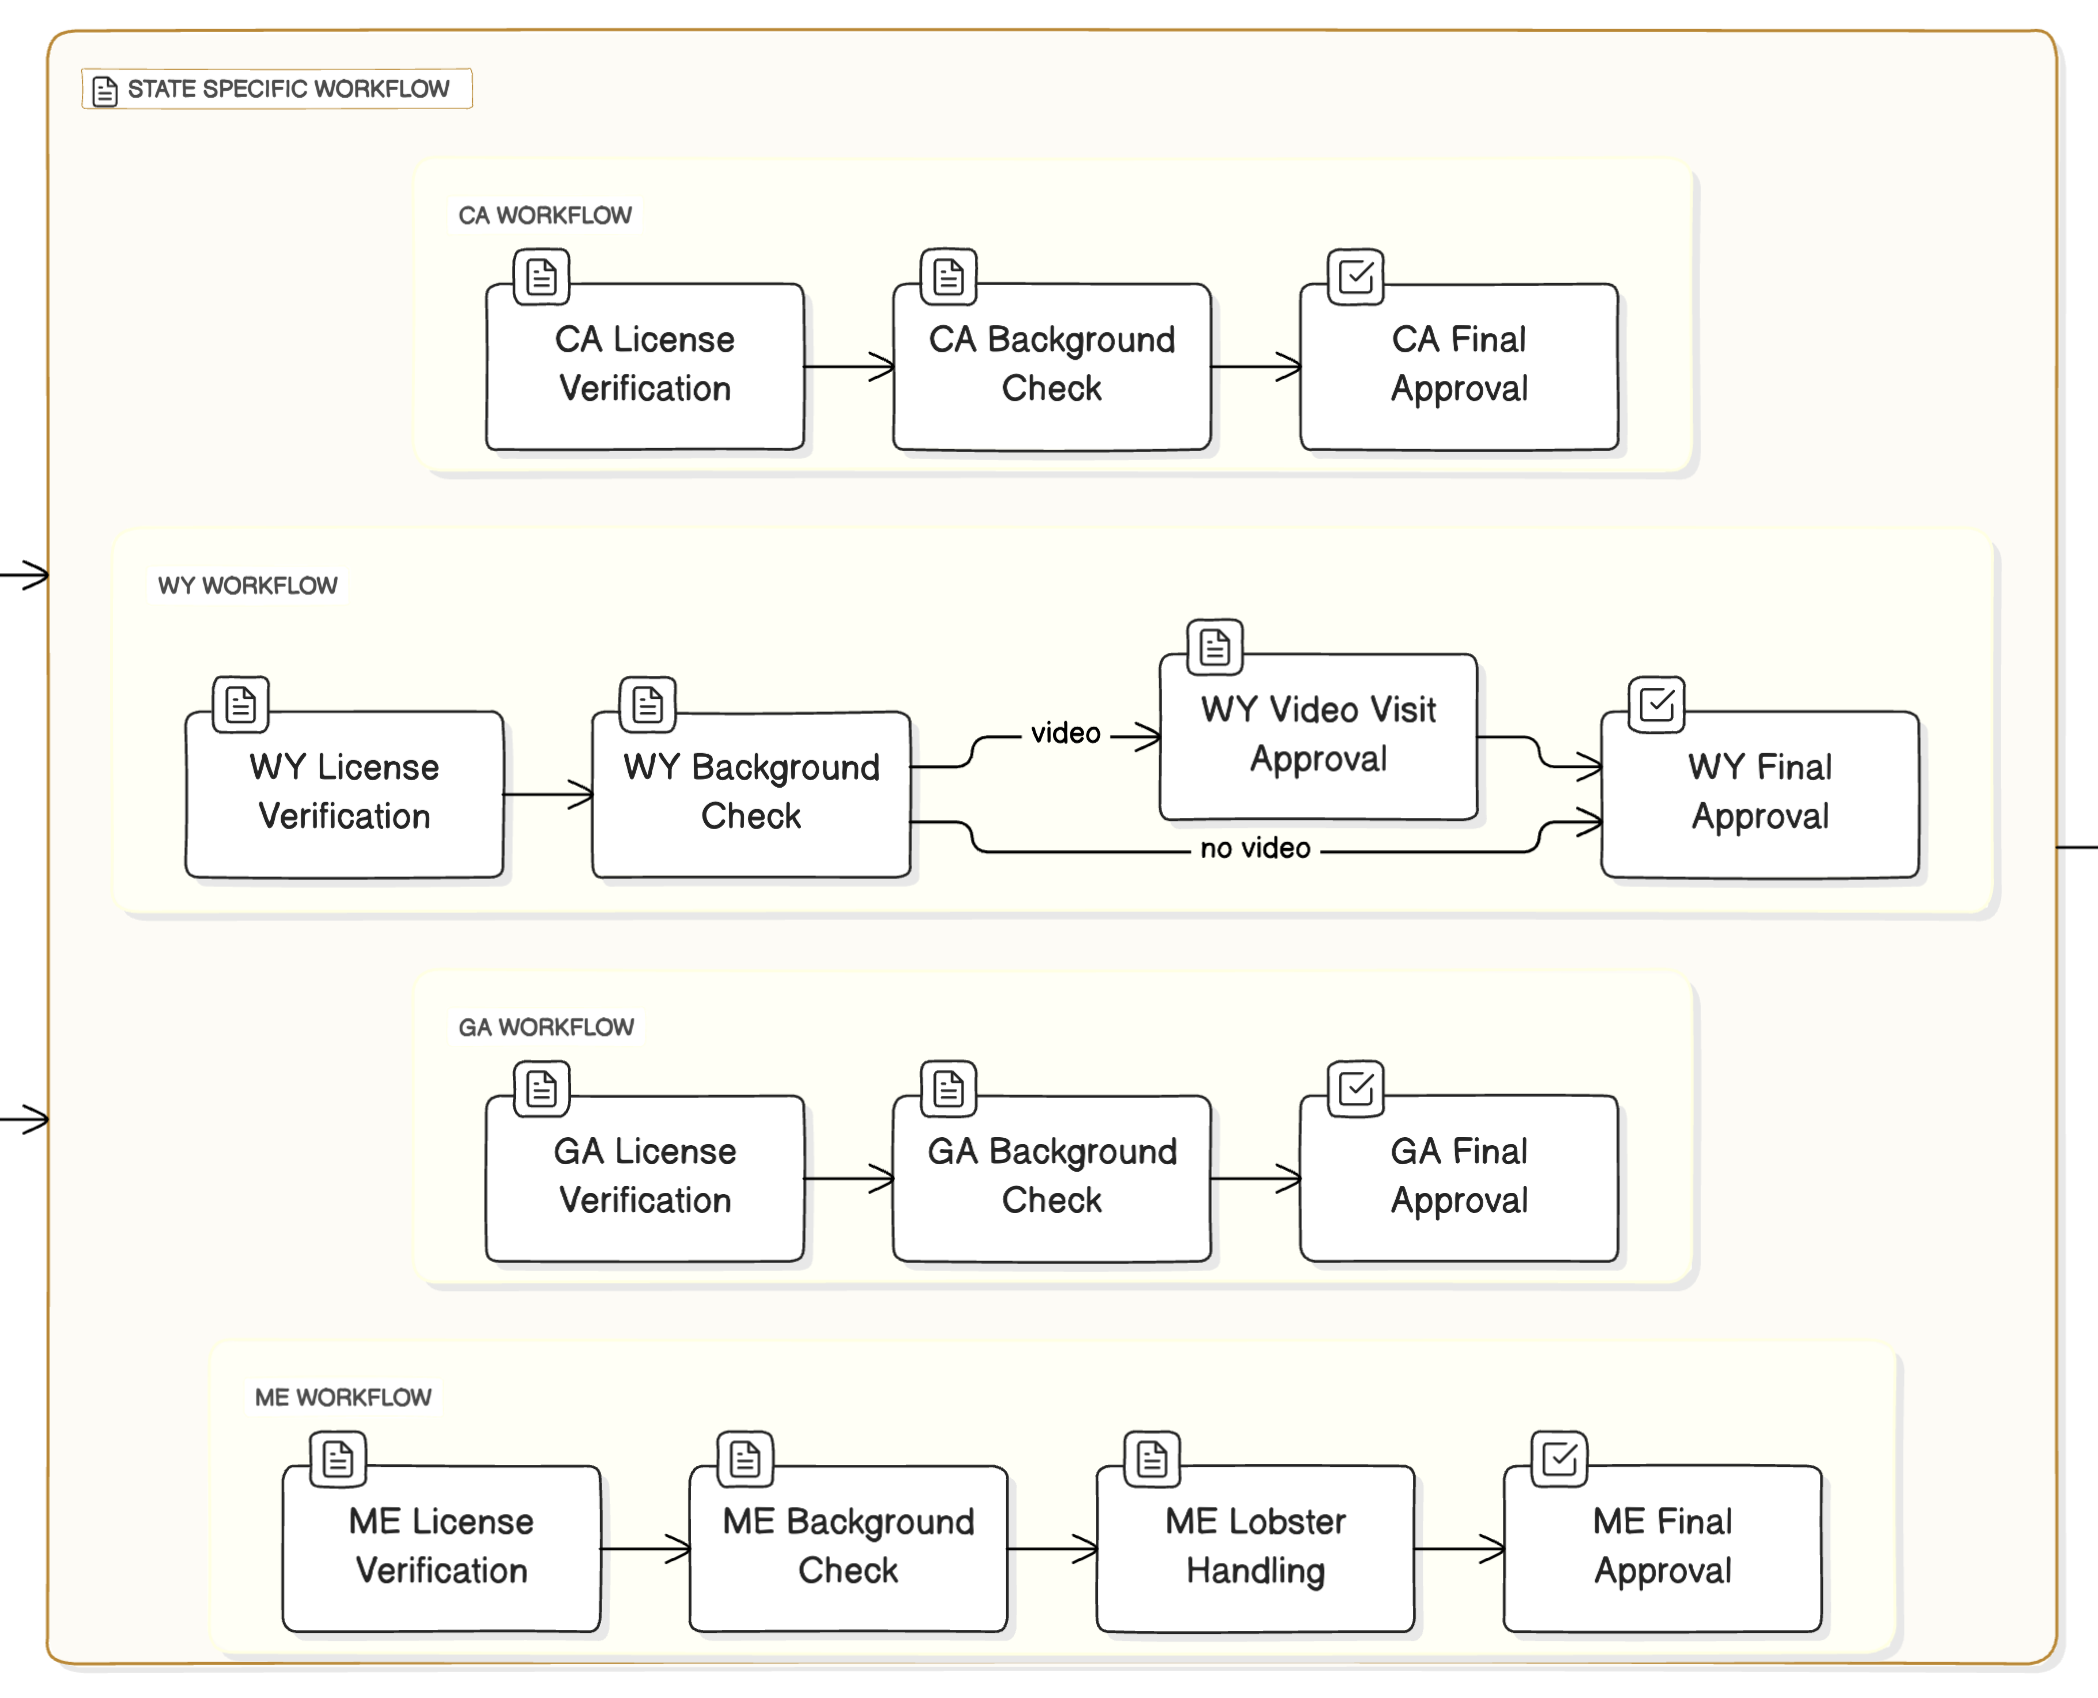 STATE SPECIFIC WORKFLOW
CA WORKFLOW
CA License
Verification
CA Background
Check
CA Final
Approval
WY WORKFLOW
WY License
Verification
WY Background
Check
video
no video
WY Video Visit
Approval
WY Final
Approval
GA WORKFLOW
GA License
Verification
GA Background
Check
GA Final
Approval
ME WORKFLOW
ME License
Verification
ME Background
Check
ME Lobster
Handling
ME Final
Approval